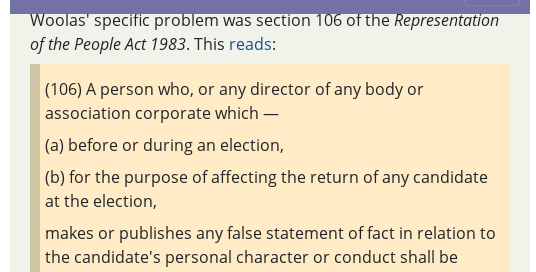 Woolas' specific problem was section 106 of the Representation
of the People Act 1983. This reads:
(106) A person who, or any director of any body or
association corporate which —
(a) before or during an election,
(b) for the purpose of affecting the return of any candidate
at the election,
makes or publishes any false statement of fact in relation to
the candidate's personal character or conduct shall be